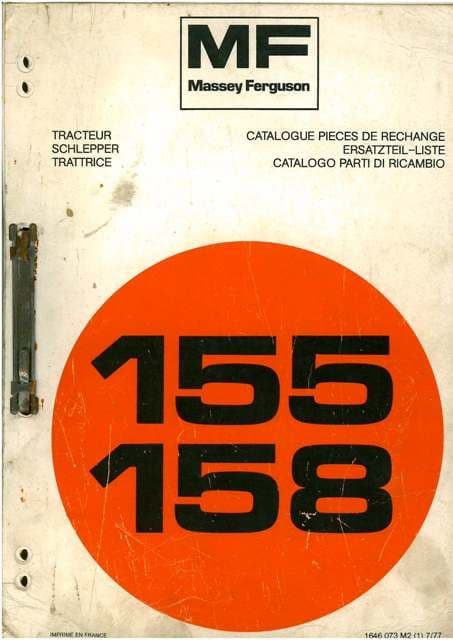 MF
Massey Ferguson
TRACTEUR
SCHLEPPER
TRATTRICE
CATALOGUE PIECES DE RECHANGE
ERSATZTEIL-LISTE
CATALOGO PARTI DI RICAMBIO
155
158
IMPRIMÉ EN FRANCE
1646 073 M2 (1) 7/77